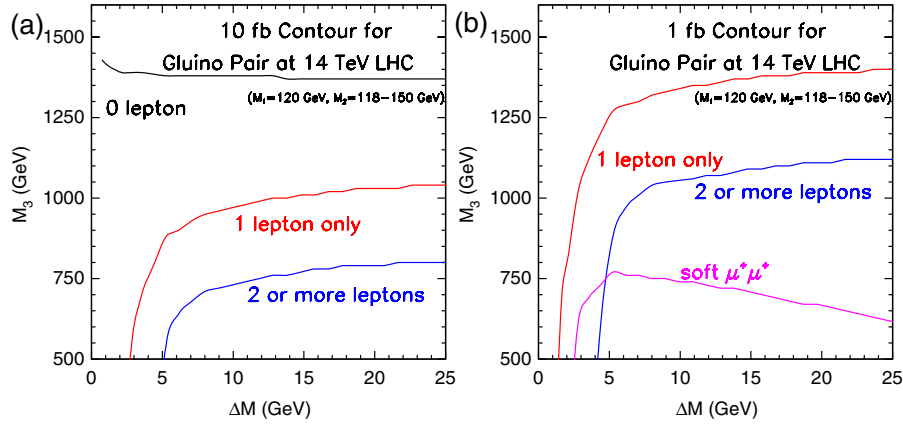 (a)
10 fb Contour for
Gluino Pair at 14 TeV LHC
(M₁=120 GeV, M₂=118−150 GeV)
0 lepton
1 lepton only
2 or more leptons
1500
1250
1000
750
500
M₃ (GeV)
0 5 10 15 20 25
ΔM (GeV)
(b)
1 fb Contour for
Gluino Pair at 14 TeV LHC
(M₁=120 GeV, M₂=118−150 GeV)
1 lepton only
2 or more leptons
soft μ⁺μ⁺
1500
1250
1000
750
500
M₃ (GeV)
0 5 10 15 20 25
ΔM (GeV)